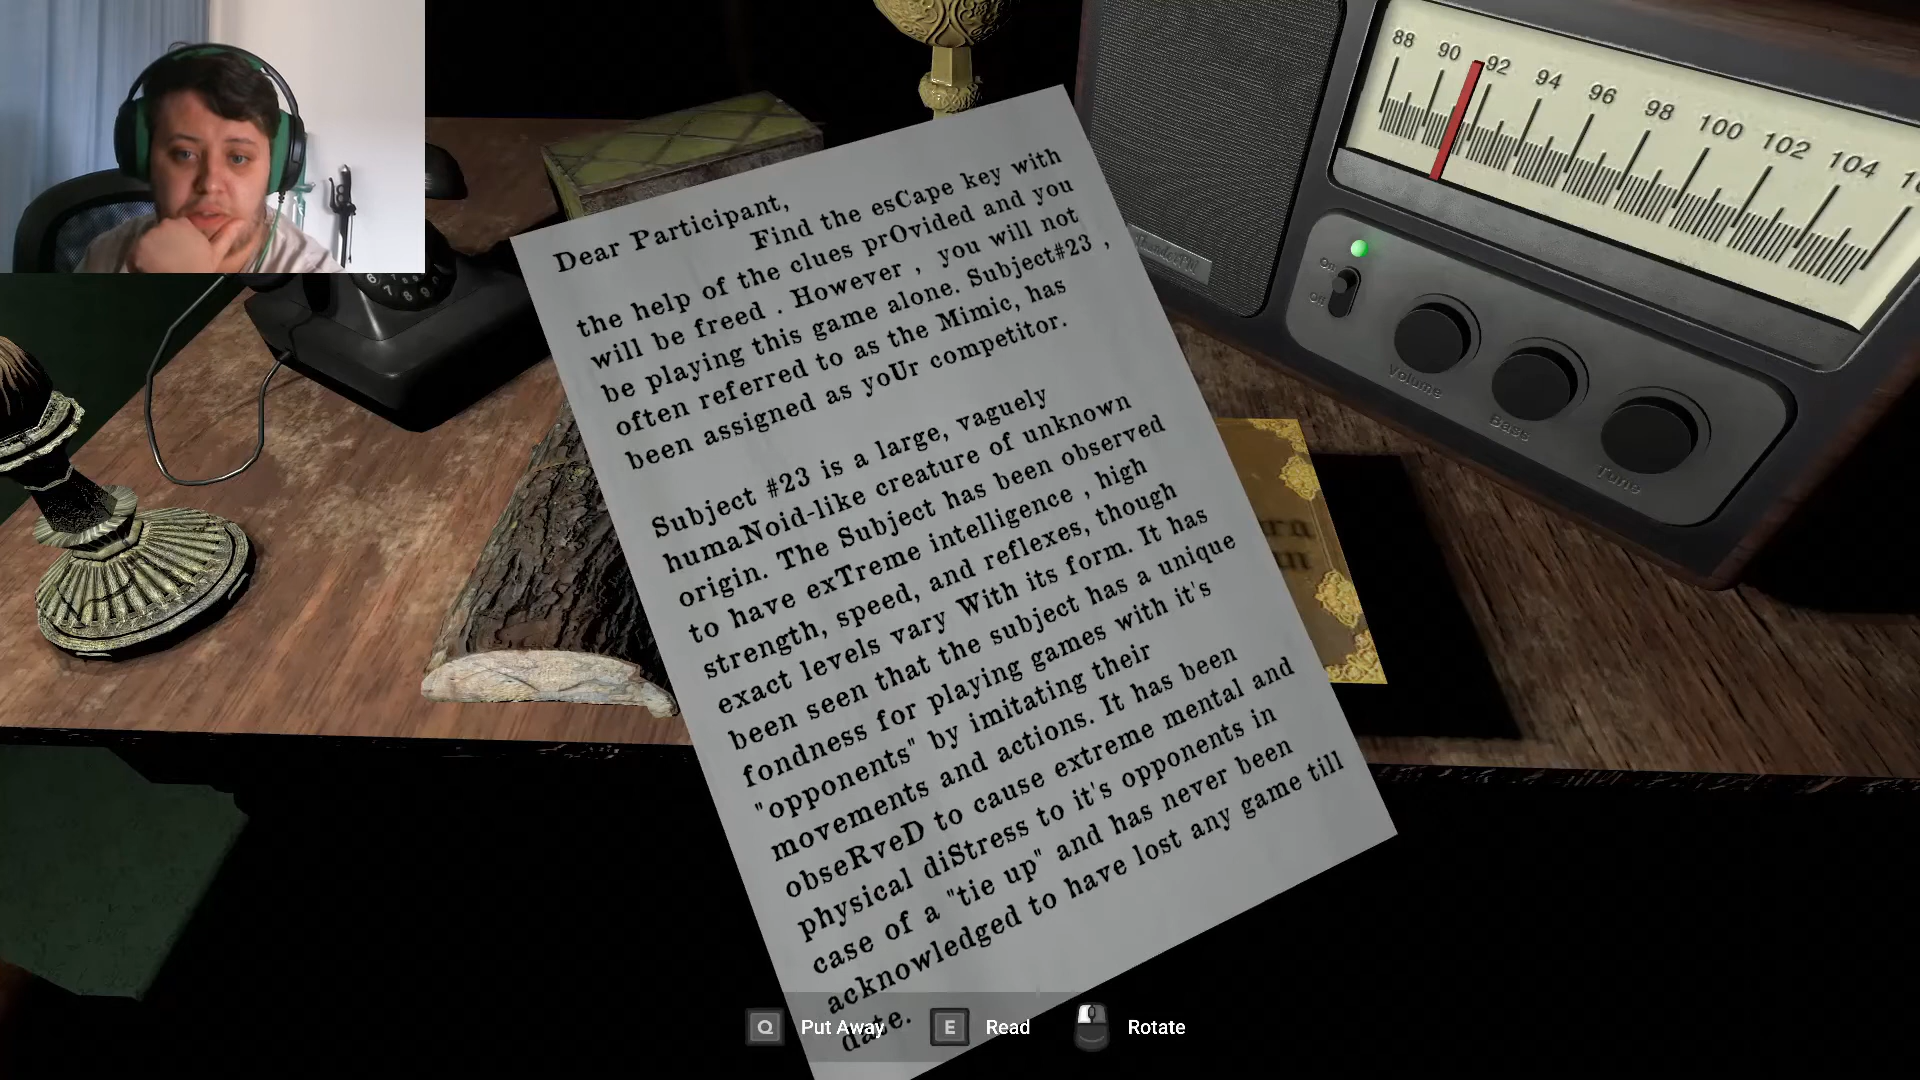 Dear Participant,
Find the esCape key with
the help of the clues prOvided and you
will be freed . However , you will not
be playing this game alone. Subject#23 ,
often referred to as the Mimic, has
been assigned as yoUr competitor.
Subject #23 is a large, vaguely
humaNoid-like creature of unknown
origin. The Subject has been observed
to have exTreme intelligence , high
strength, speed, and reflexes, though
exact levels vary With its form. It has
been seen that the subject has a unique
fondness for playing games with it's
"opponents" by imitating their
movements and actions. It has been
obseRveD to cause extreme mental and
physical diStress to it's opponents in
case of a "tie up" and has never been
acknowledged to have lost any game till
date.
88 90 92 94 96 98 100 102 104
On
Off
Volume
Bass
Tune
Q Put Away E Read Rotate